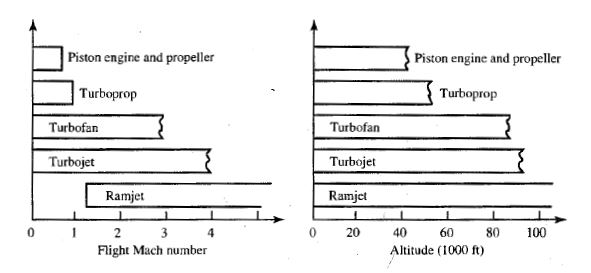 Piston engine and propeller
Turboprop
Turbofan
Turbojet
Ramjet
0 1 2 3 4
Flight Mach number
Piston engine and propeller
Turboprop
Turbofan
Turbojet
Ramjet
0 20 40 60 80 100
Altitude (1000 ft)